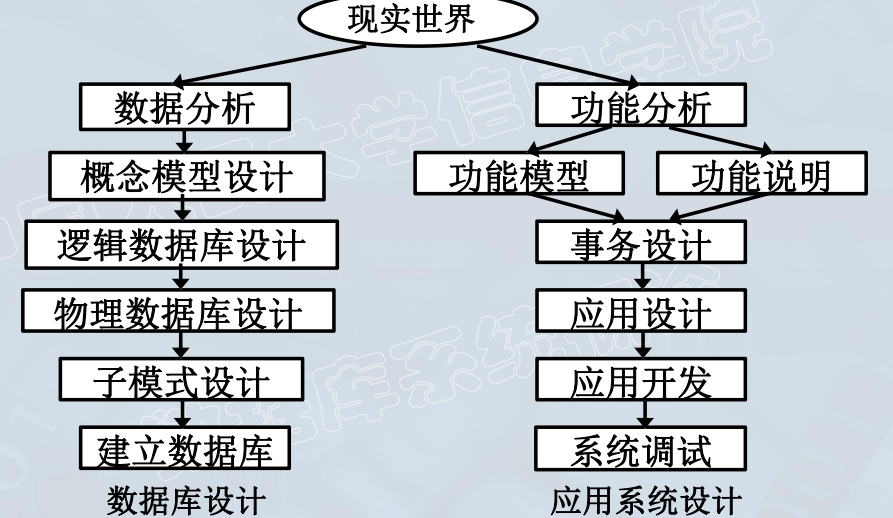 现实世界
数据分析
功能分析
概念模型设计
功能模型
功能说明
逻辑数据库设计
事务设计
物理数据库设计
应用设计
子模式设计
应用开发
建立数据库
系统调试
数据库设计
应用系统设计